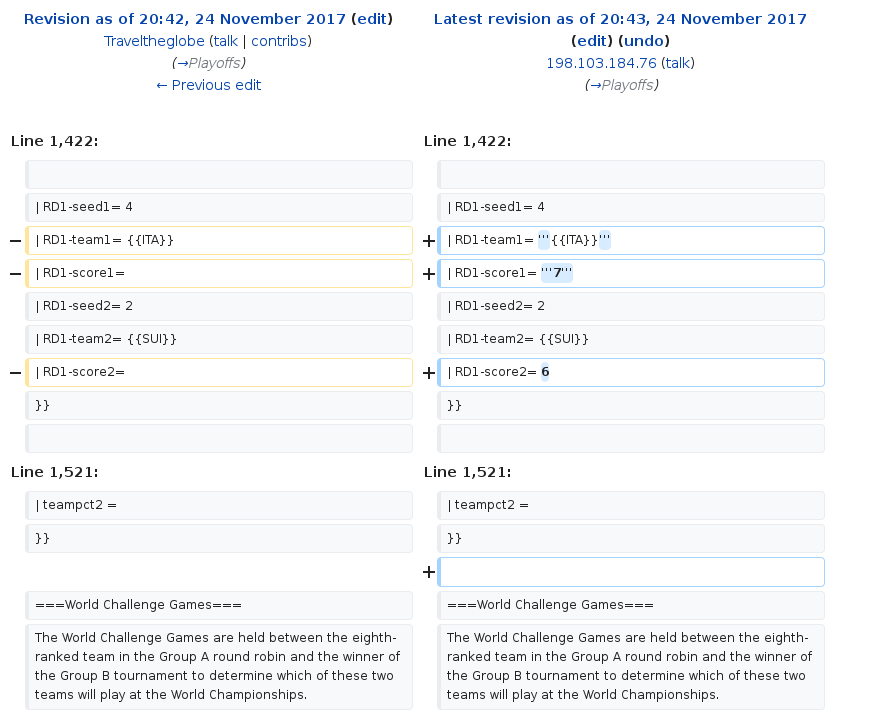 Revision as of 20:42, 24 November 2017 (edit)
Traveltheglobe (talk | contribs)
(→Playoffs)
← Previous edit
Latest revision as of 20:43, 24 November 2017
(edit) (undo)
198.103.184.76 (talk)
(→Playoffs)
Line 1,422:
Line 1,422:
| RD1-seed1= 4
| RD1-seed1= 4
− | RD1-team1= {{ITA}}
+ | RD1-team1= '''{{ITA}}'''
− | RD1-score1=
+ | RD1-score1= '''7'''
| RD1-seed2= 2
| RD1-seed2= 2
| RD1-team2= {{SUI}}
| RD1-team2= {{SUI}}
− | RD1-score2=
+ | RD1-score2= 6
}}
}}
Line 1,521:
Line 1,521:
| teampct2 =
| teampct2 =
}}
}}
+
===World Challenge Games===
===World Challenge Games===
The World Challenge Games are held between the eighth-
ranked team in the Group A round robin and the winner of
the Group B tournament to determine which of these two
teams will play at the World Championships.
The World Challenge Games are held between the eighth-
ranked team in the Group A round robin and the winner of
the Group B tournament to determine which of these two
teams will play at the World Championships.